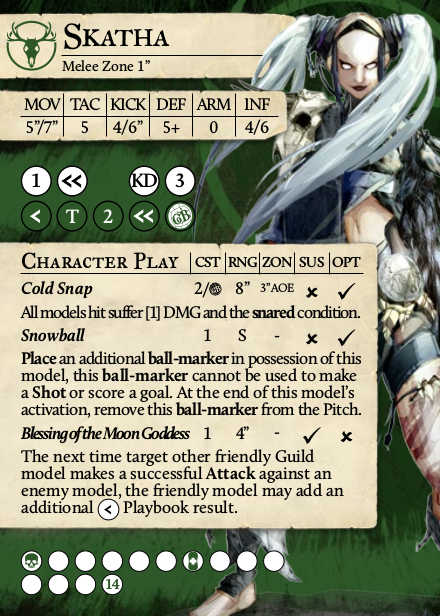 SKATHA
Melee Zone 1"
MOV TAC KICK DEF ARM INF
5"/7" 5 4/6" 5+ 0 4/6
1 << KD 3
< T 2 << GB
CHARACTER PLAY CST RNG ZON SUS OPT
Cold Snap 2/ 8" 3"AOE ✗ ✓
All models hit suffer [1] DMG and the snared condition.
Snowball 1 S - ✗ ✓
Place an additional ball-marker in possession of this
model, this ball-marker cannot be used to make
a Shot or score a goal. At the end of this model's
activation, remove this ball-marker from the Pitch.
Blessing of the Moon Goddess 1 4" - ✓ ✗
The next time target other friendly Guild
model makes a successful Attack against an
enemy model, the friendly model may add an
additional < Playbook result.
14